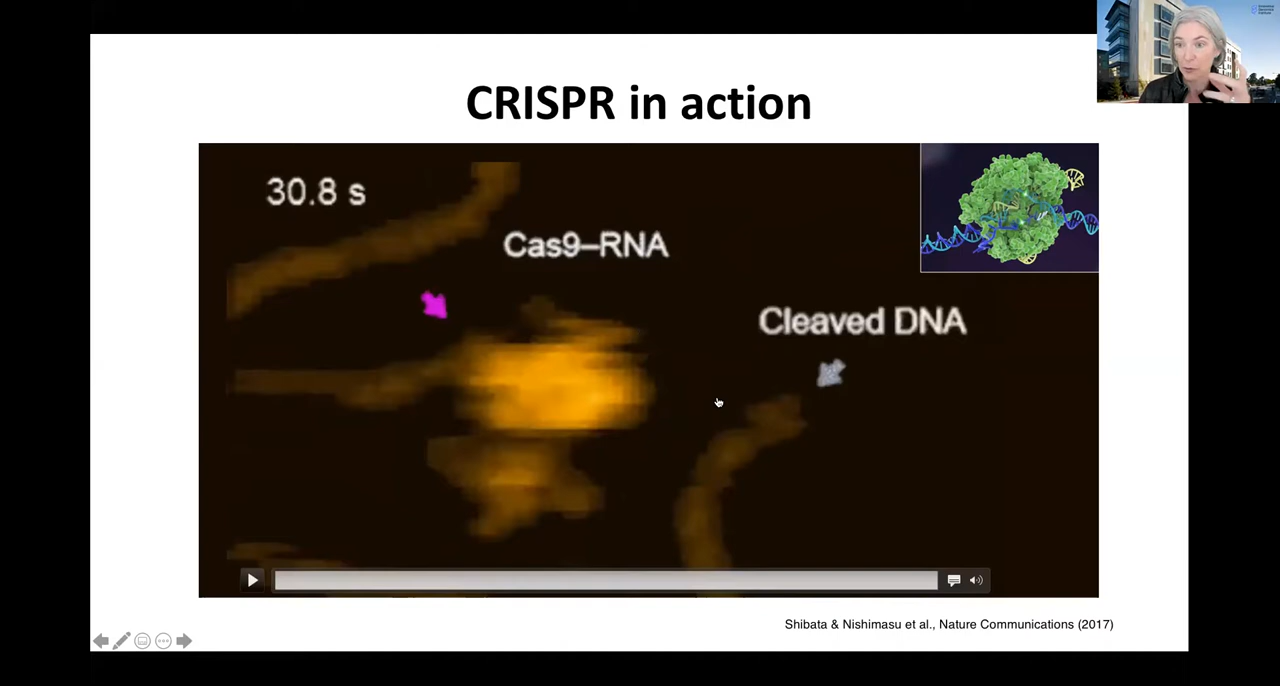 CRISPR in action
30.8 s
Cas9–RNA
Cleaved DNA
Shibata & Nishimasu et al., Nature Communications (2017)